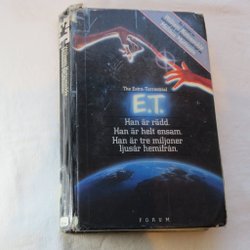 The Extra-Terrestrial
E.T.
Han är rädd.
Han är helt ensam.
Han är tre miljoner
ljusår hemifrån.
FORUM